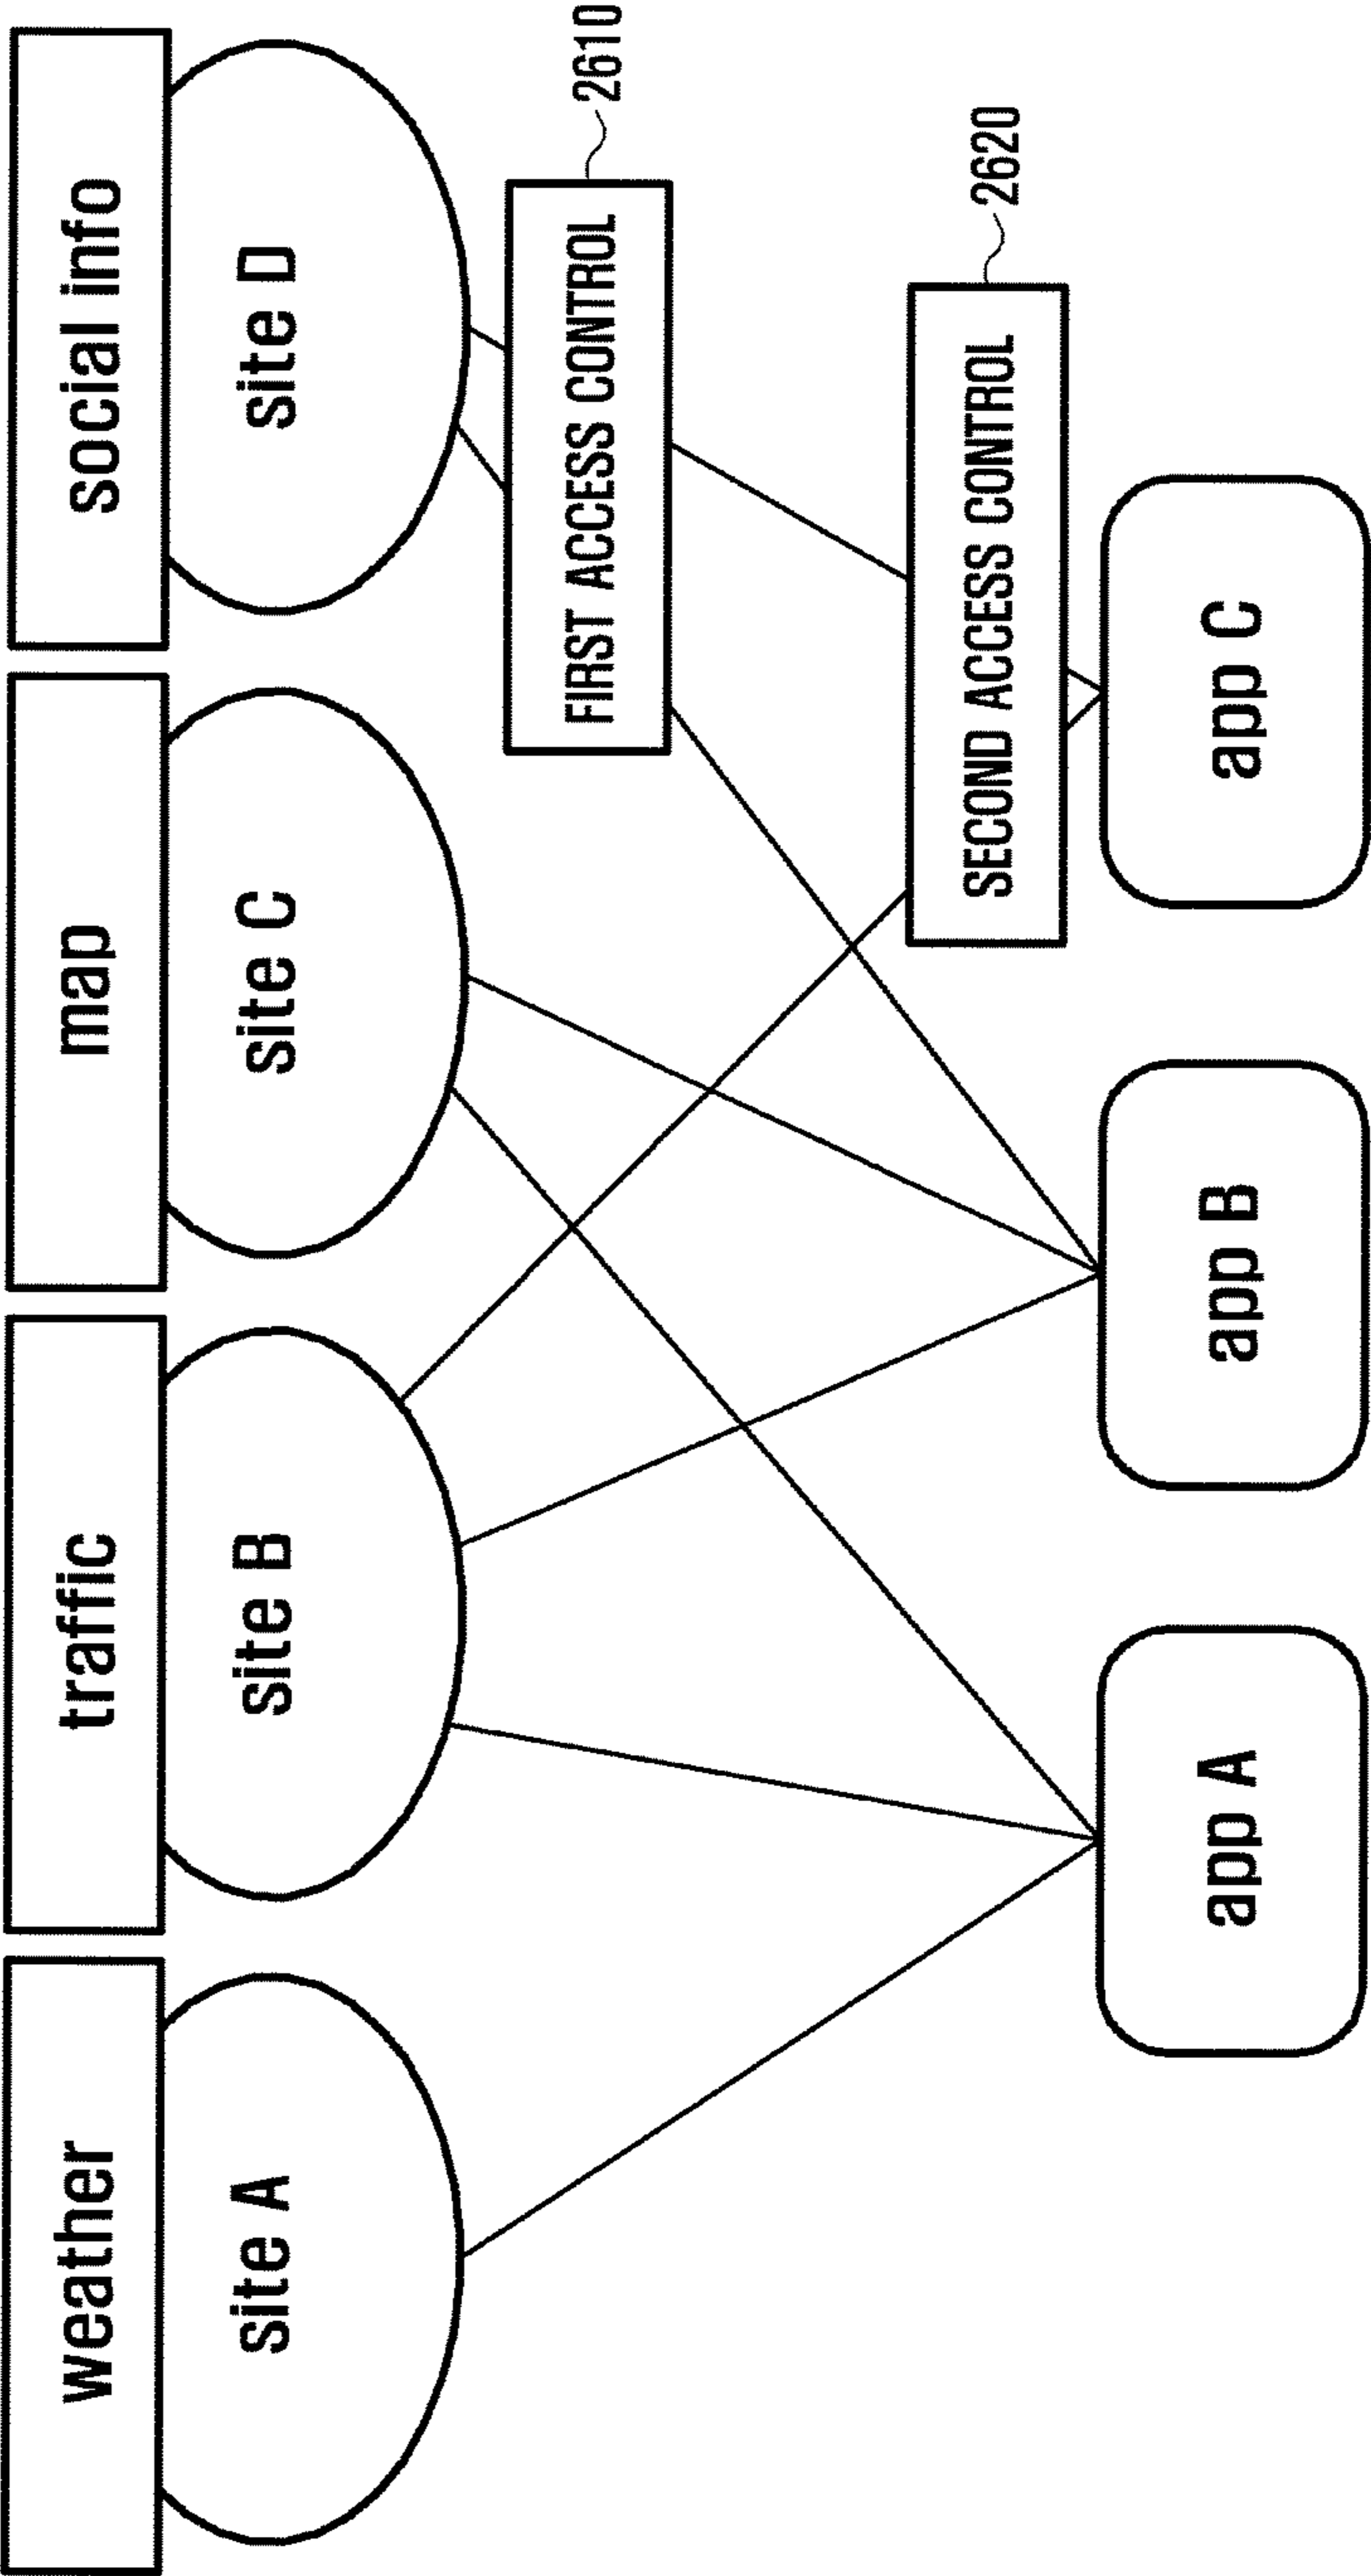 weather
traffic
map
social info
site A
site B
site C
site D
FIRST ACCESS CONTROL
2610
SECOND ACCESS CONTROL
2620
app A
app B
app C